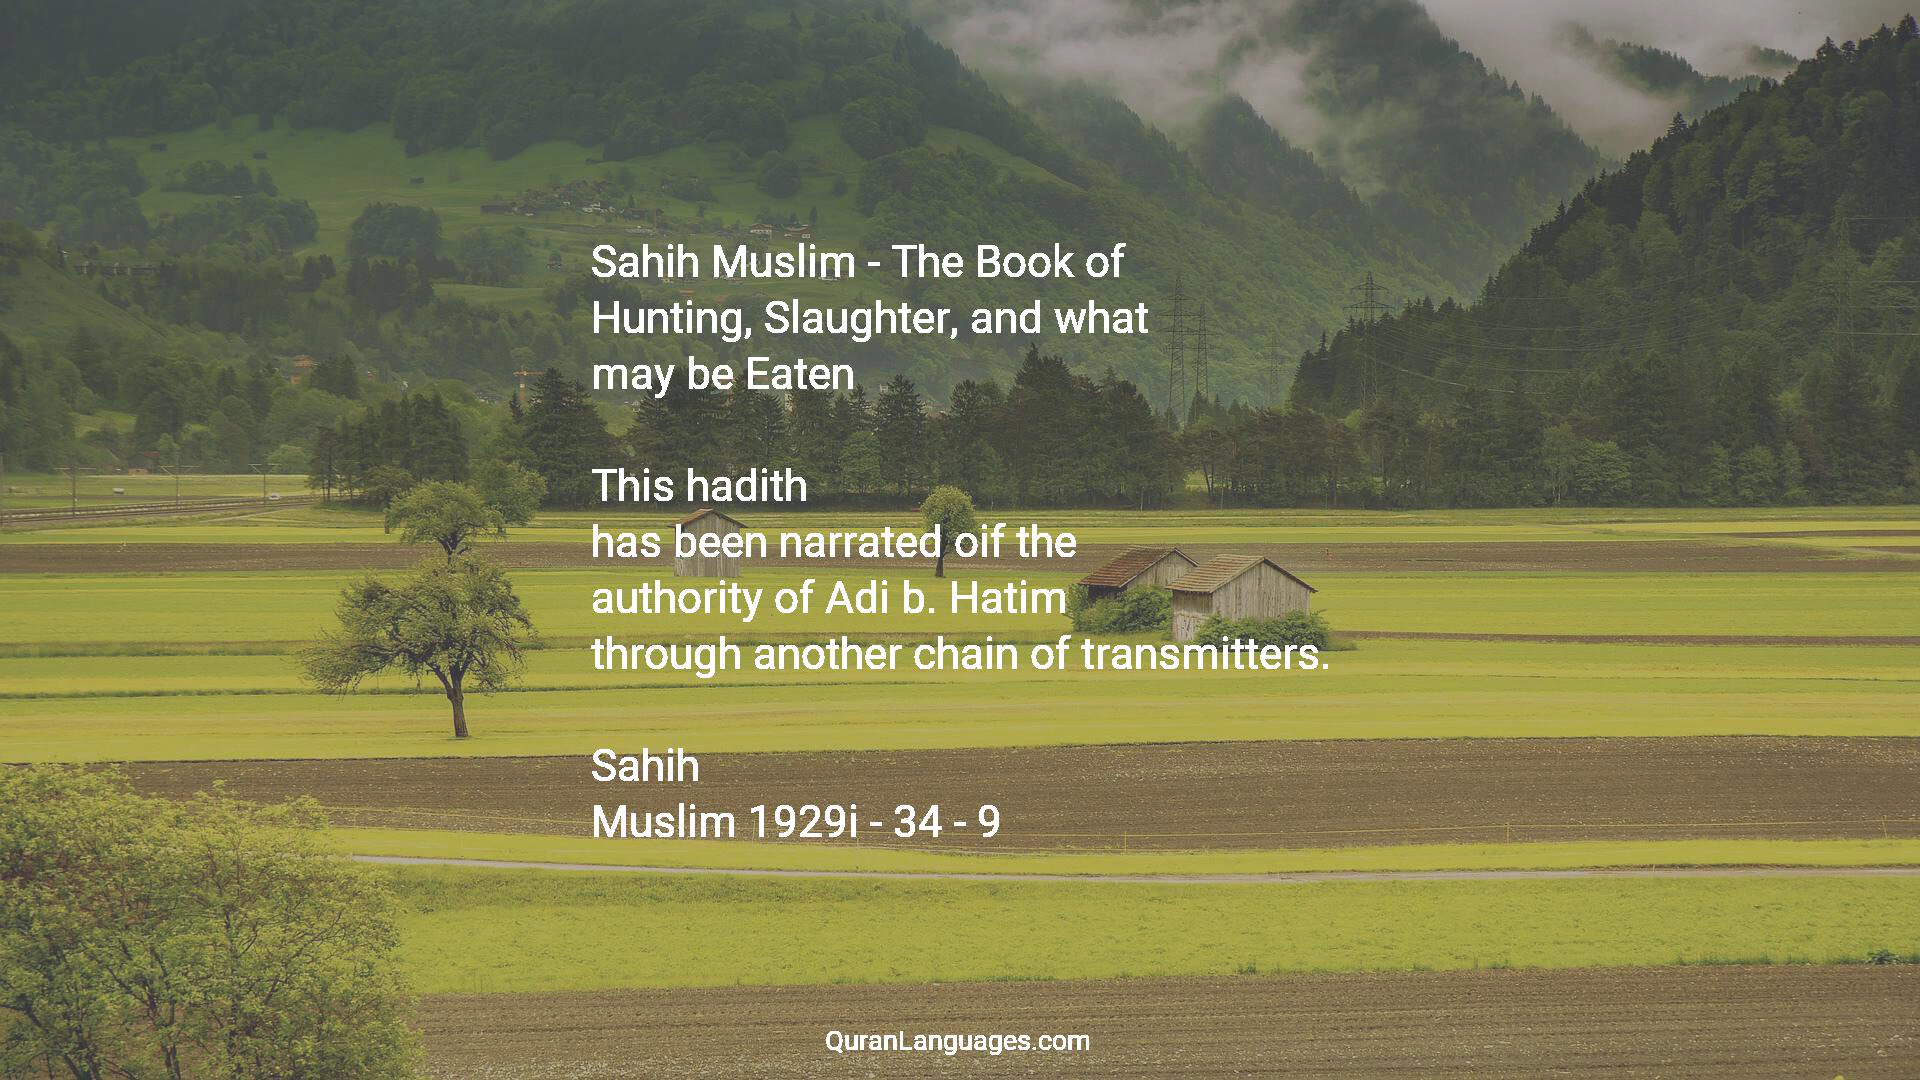 Sahih Muslim - The Book of
Hunting, Slaughter, and what
may be Eaten
This hadith
has been narrated oif the
authority of Adi b. Hatim
through another chain of transmitters.
Sahih
Muslim 1929i - 34 - 9
QuranLanguages.com